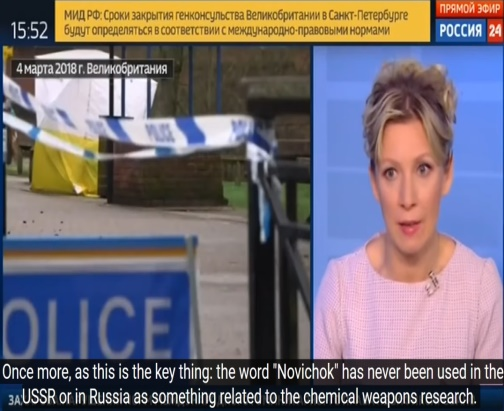 15:52
МИД РФ: Сроки закрытия генконсульства Великобритании в Санкт-Петербурге
будут определяться в соответствии с международно-правовыми нормами
ПРЯМОЙ ЭФИР
РОССИЯ 24
4 марта 2018 г. Великобритания
POLICE
OLICE
Once more, as this is the key thing: the word "Novichok" has never been used in the
USSR or in Russia as something related to the chemical weapons research.